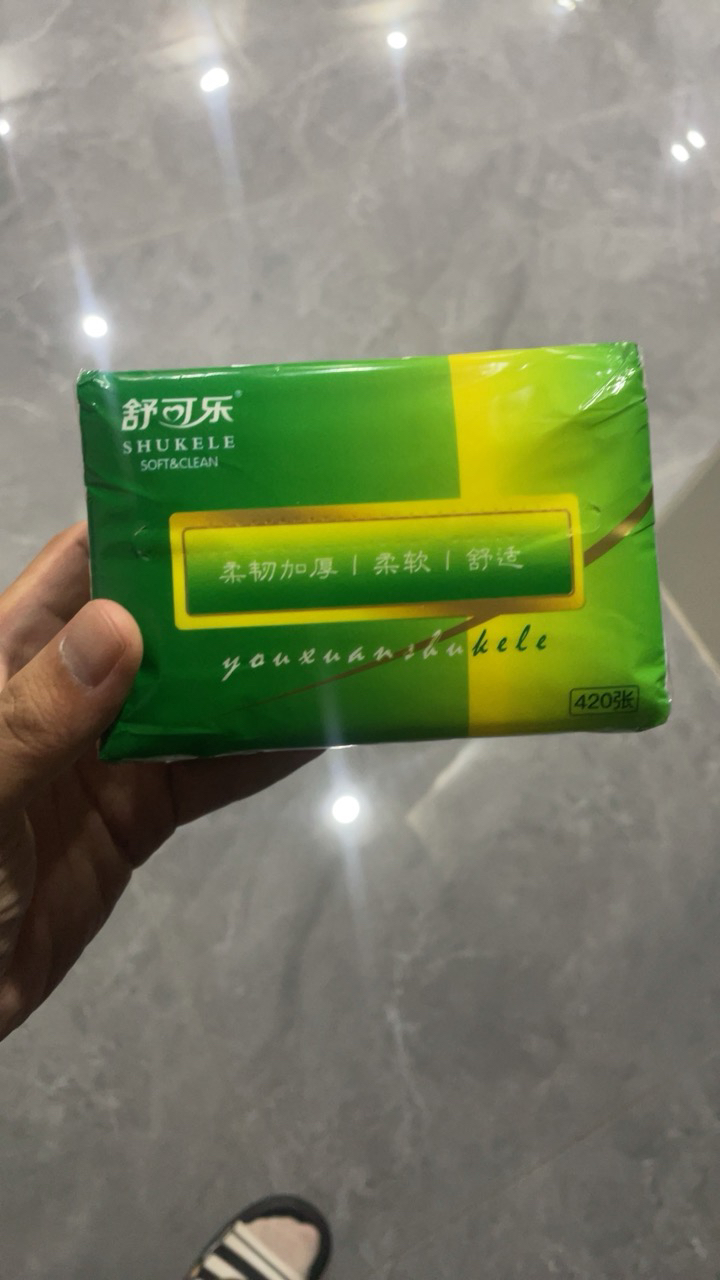 舒可乐®
SHUKELE
SOFT&CLEAN
柔韧加厚 | 柔软 | 舒适
youxuanshukele
420张